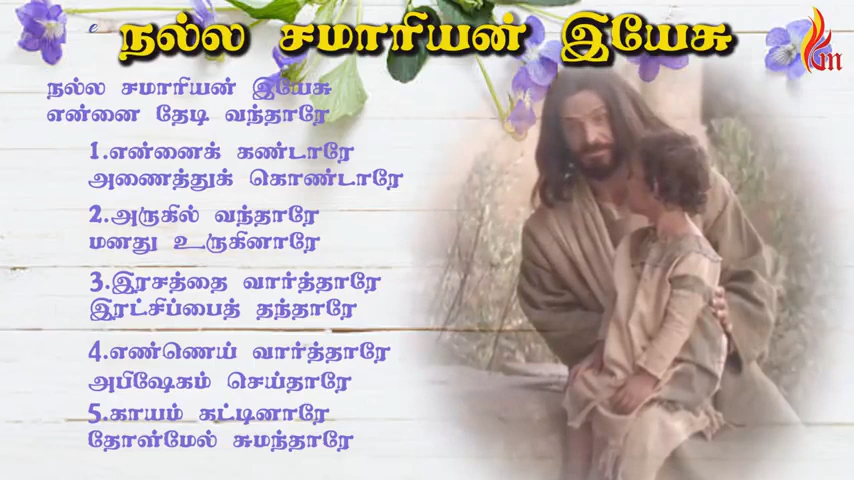 நல்ல சமாரியன் இயேசு
நல்ல சமாரியன் இயேசு
என்னை தேடி வந்தாரே
1.என்னைக் கண்டாரே
அணைத்துக் கொண்டாரே
2.அருகில் வந்தாரே
மனது உருகினாரே
3.இரசத்தை வார்த்தாரே
இரட்சிப்பைத் தந்தாரே
4.எண்ணெய் வார்த்தாரே
அபிஷேகம் செய்தாரே
5.காயம் கட்டினாரே
தோள்மேல் சுமந்தாரே